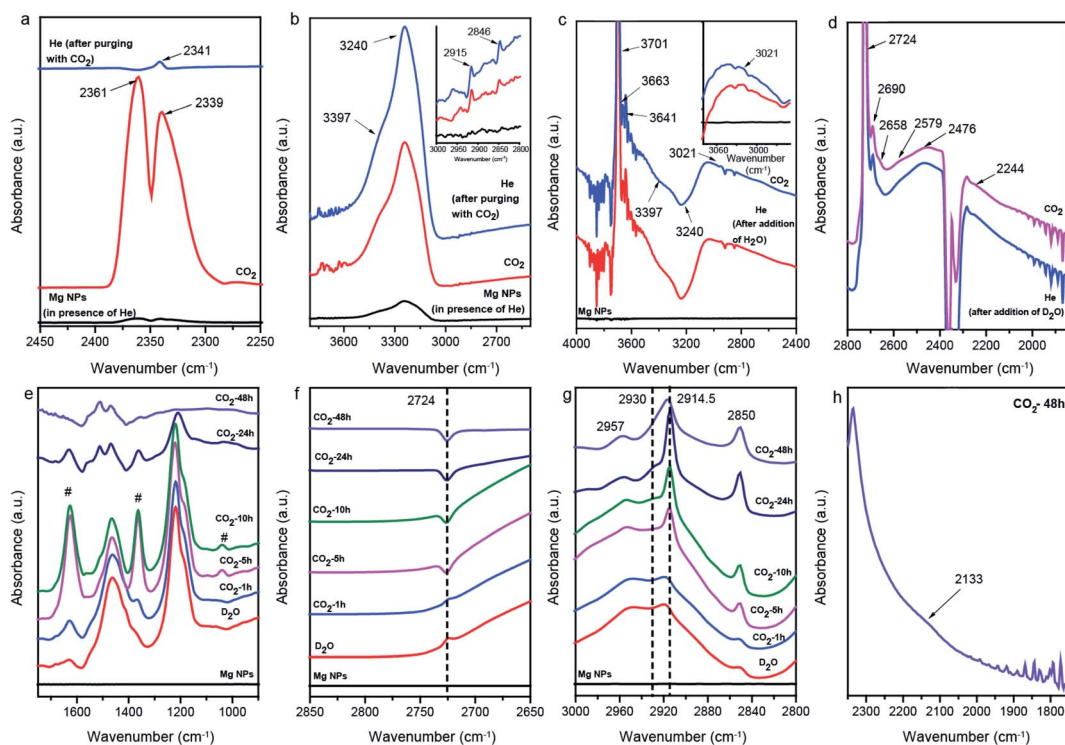 a
He (after purging
with CO₂)
2341
2361
2339
CO₂
Mg NPs
(in presence of He)
Absorbance (a.u.)
2450 2400 2350 2300 2250
Wavenumber (cm⁻¹)
b
3240
3397
2915
2846
3000 2950 2900 2850 2800
Wavenumber (cm⁻¹)
He
(after purging
with CO₂)
CO₂
Mg NPs
(in presence of He)
Absorbance (a.u.)
3600 3300 3000 2700
Wavenumber (cm⁻¹)
c
3701
3663
3641
3021
3060 3000
Wavenumber
(cm⁻¹)
3021
CO₂
3397
3240
He
(After addition
of H₂O)
Mg NPs
Absorbance (a.u.)
4000 3800 3600 3400 3200 3000 2800 2600 2400
Wavenumber (cm⁻¹)
d
2724
2690
2658
2579
2476
2244
CO₂
He
(after addition of D₂O)
Absorbance (a.u.)
2800 2600 2400 2200 2000
Wavenumber (cm⁻¹)
e
CO₂-48h
CO₂-24h
#
#
#
CO₂-10h
CO₂-5h
CO₂-1h
D₂O
Mg NPs
Absorbance (a.u.)
1600 1400 1200 1000
Wavenumber (cm⁻¹)
f
2724
CO₂-48h
CO₂-24h
CO₂-10h
CO₂-5h
CO₂-1h
D₂O
Mg NPs
Absorbance (a.u.)
2850 2800 2750 2700 2650
Wavenumber (cm⁻¹)
g
2957
2930
2914.5
2850
CO₂-48h
CO₂-24h
CO₂-10h
CO₂-5h
CO₂-1h
D₂O
Mg NPs
Absorbance (a.u.)
3000 2960 2920 2880 2840 2800
Wavenumber (cm⁻¹)
h
CO₂- 48h
2133
Absorbance (a.u.)
2300 2200 2100 2000 1900 1800
Wavenumber (cm⁻¹)